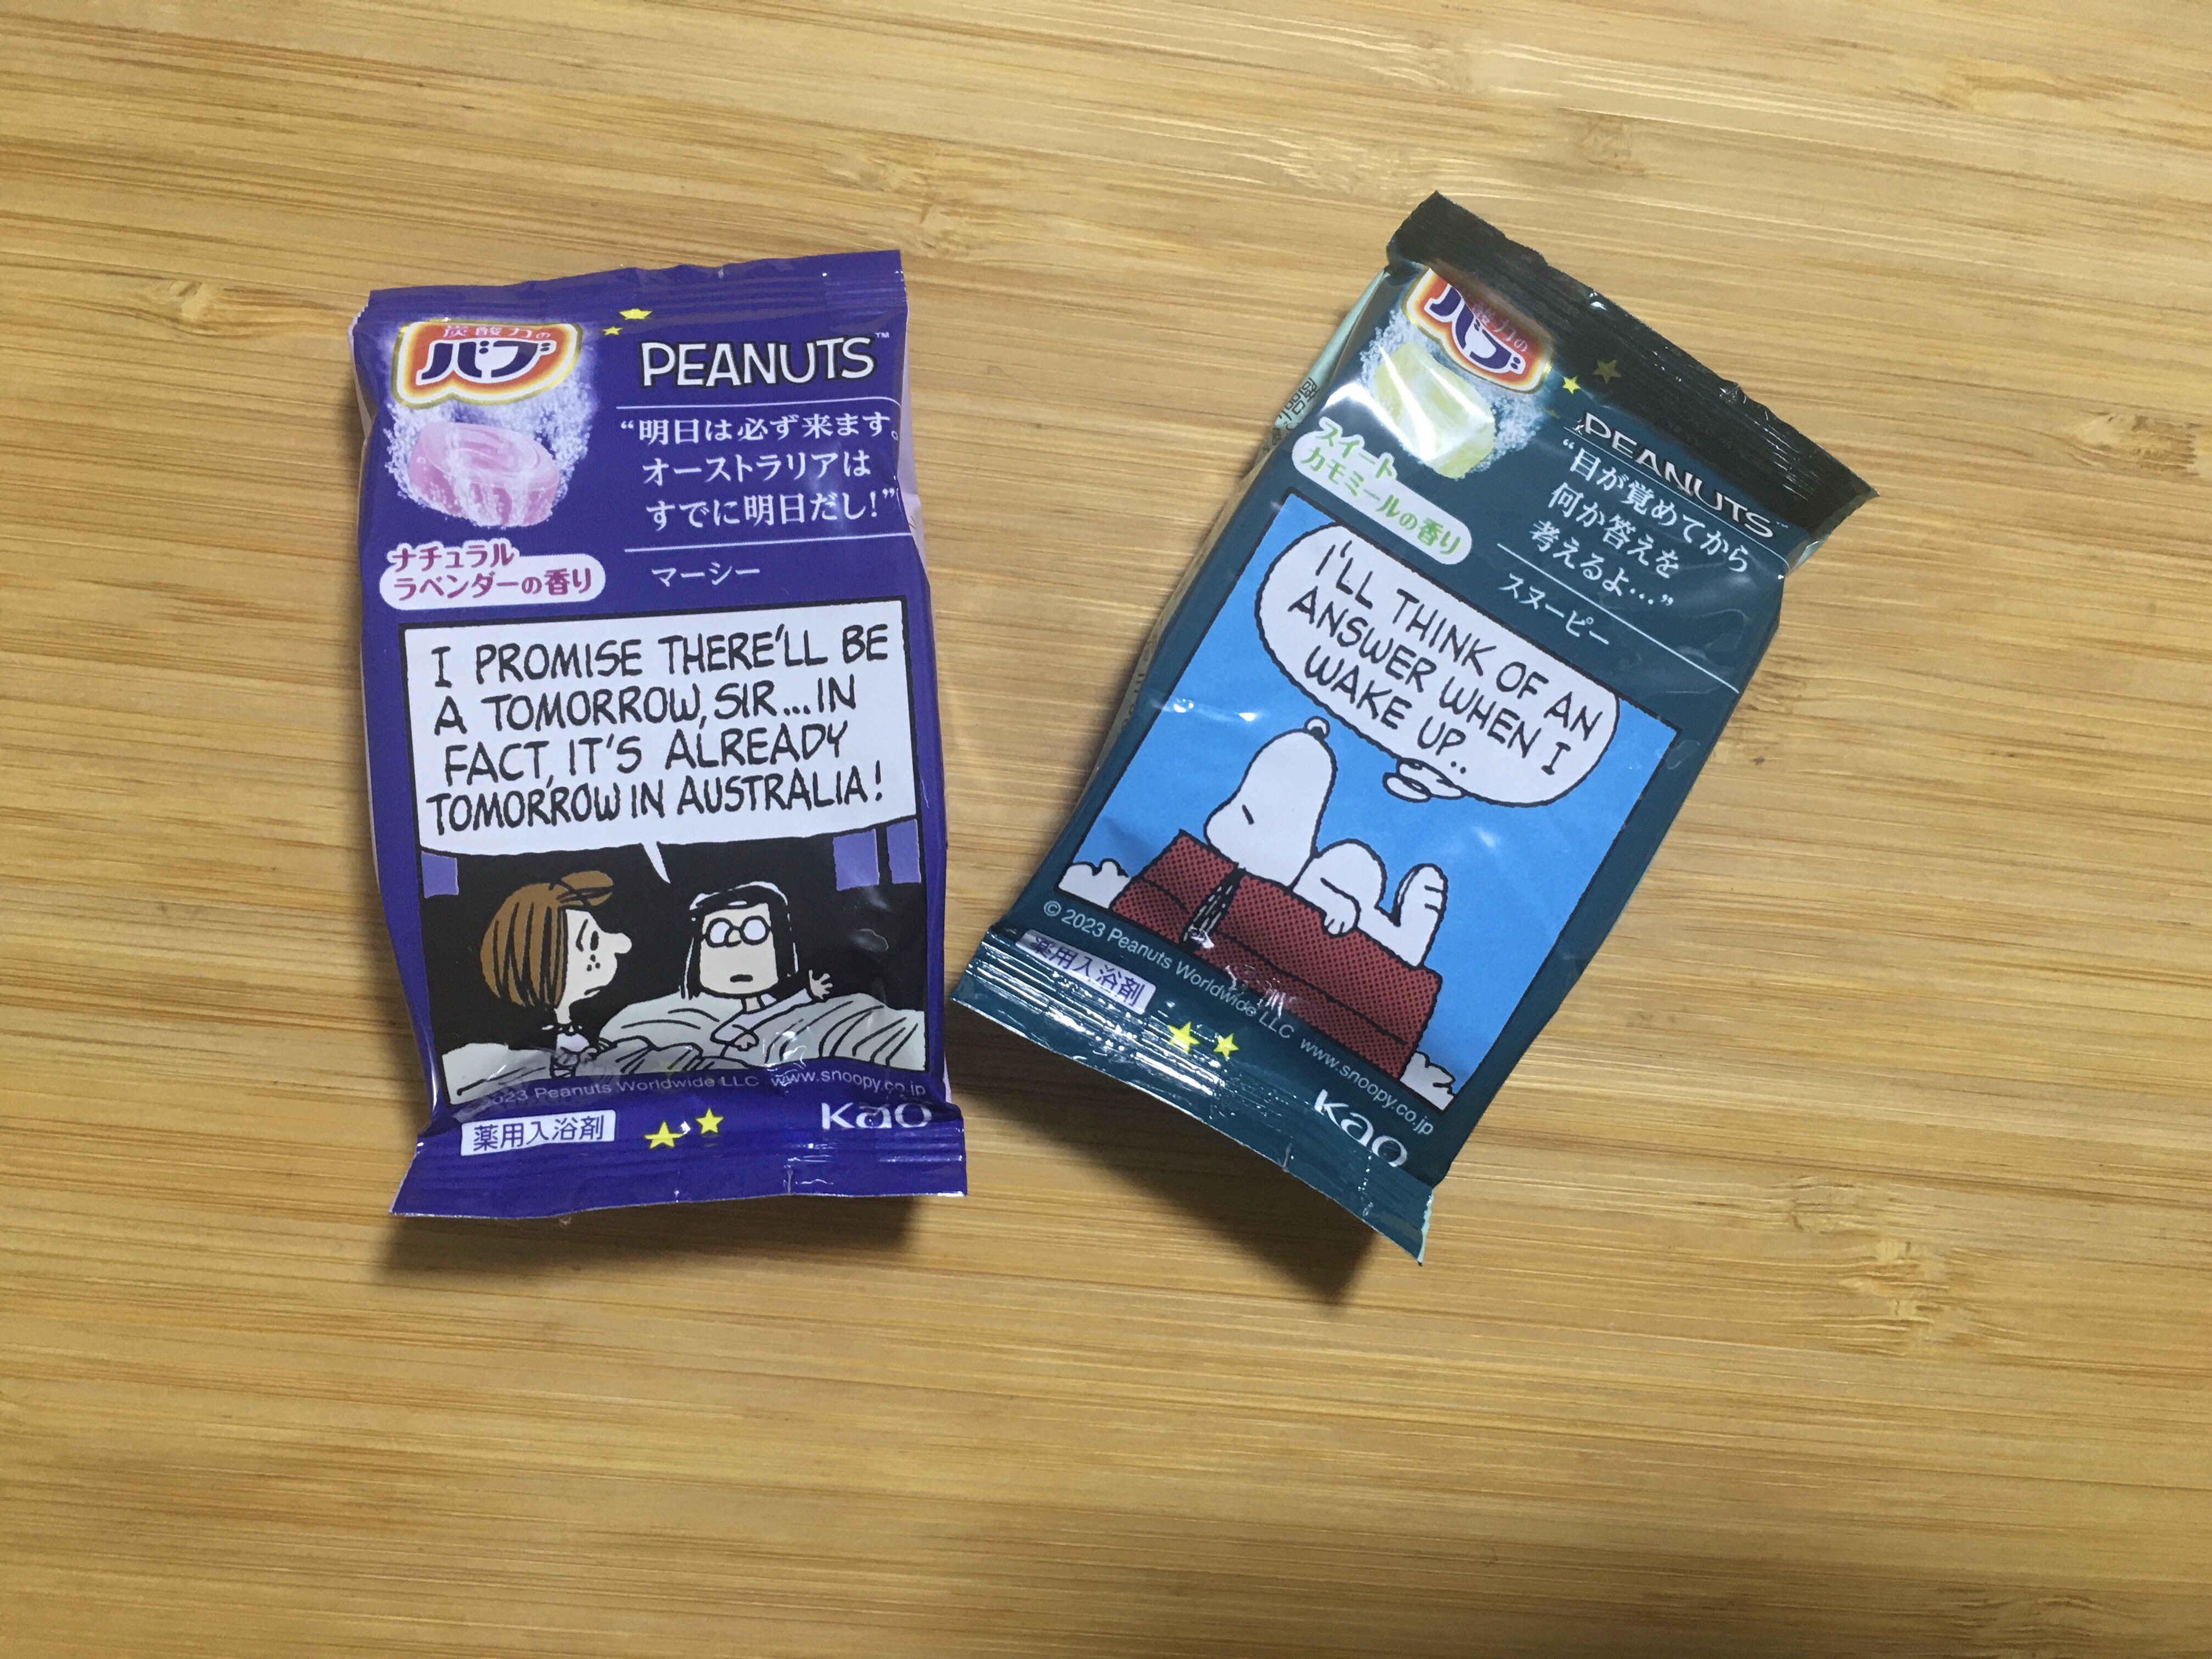 炭酸力の
バブ
PEANUTS™
“明日は必ず来ます。
オーストラリアは
すでに明日だし!”
マーシー
ナチュラル
ラベンダーの香り
I PROMISE THERE'LL BE
A TOMORROW, SIR...IN
FACT, IT'S ALREADY
TOMORROW IN AUSTRALIA!
2023 Peanuts Worldwide LLC www.snoopy.co.jp
薬用入浴剤
Kao
酸力の
バブ
PEANUTS
“目が覚めてから
何か答えを
考えるよ…”
スヌーピー
スイート
カモミールの香り
I'LL THINK OF AN
ANSWER WHEN I
WAKE UP..
© 2023 Peanuts Worldwide LLC www.snoopy.co.jp
薬用入浴剤
Kao